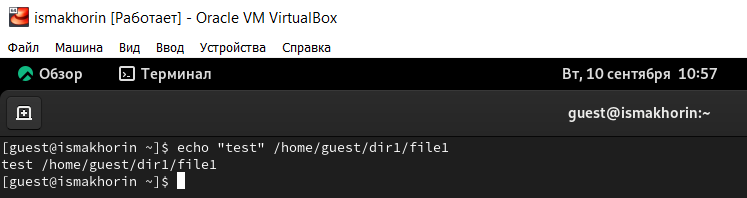 ismakhorin [Работает] - Oracle VM VirtualBox
Файл Машина Вид Ввод Устройства Справка
Обзор Терминал Вт, 10 сентября 10:57
guest@ismakhorin:~
[guest@ismakhorin ~]$ echo "test" /home/guest/dir1/file1
test /home/guest/dir1/file1
[guest@ismakhorin ~]$